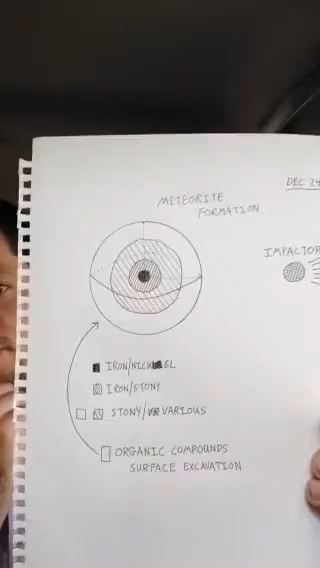 DEC 24
METEORITE
FORMATION
IMPACTOR
IRON/NICKEL
IRON/STONY
STONY/VARIOUS
ORGANIC COMPOUNDS
SURFACE EXCAVATION